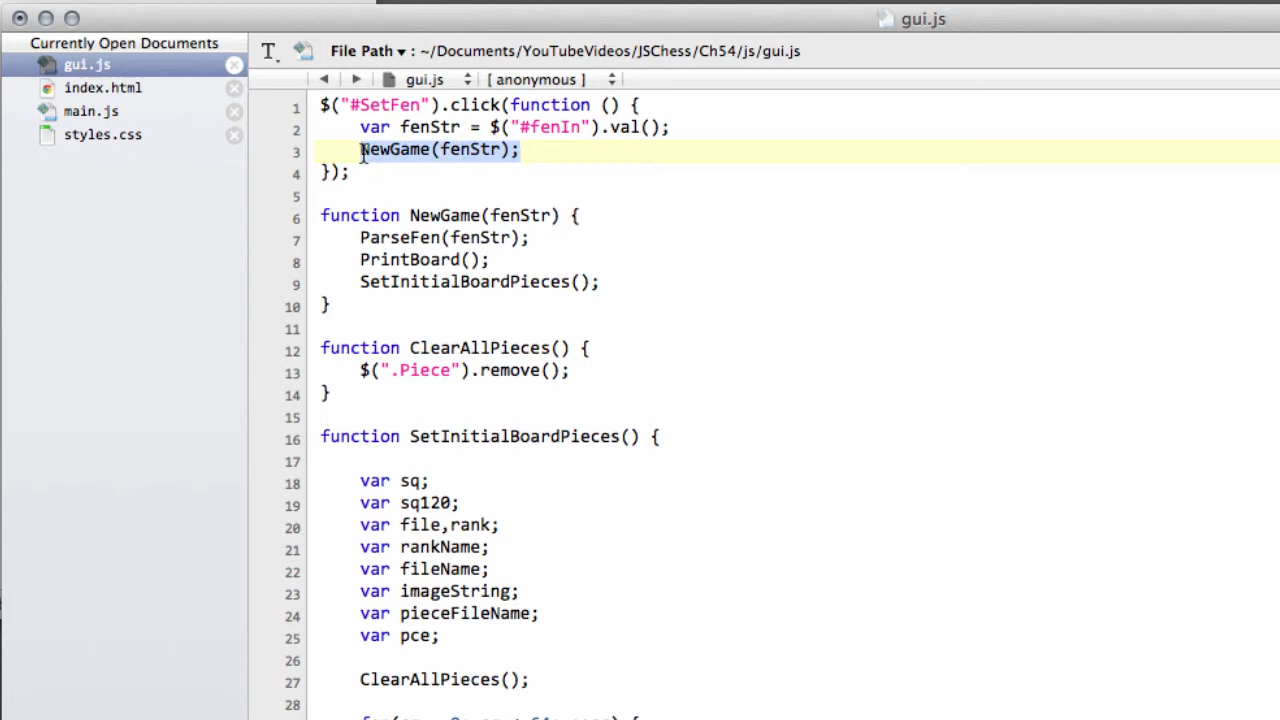 gui.js
Currently Open Documents
gui.js
index.html
main.js
styles.css
T. File Path ▾ : ~/Documents/YouTubeVideos/JSChess/Ch54/js/gui.js
gui.js [ anonymous ]
1 $("#SetFen").click(function () {
2 var fenStr = $("#fenIn").val();
3 NewGame(fenStr);
4 });
5
6 function NewGame(fenStr) {
7 ParseFen(fenStr);
8 PrintBoard();
9 SetInitialBoardPieces();
10 }
11
12 function ClearAllPieces() {
13 $(".Piece").remove();
14 }
15
16 function SetInitialBoardPieces() {
17
18 var sq;
19 var sq120;
20 var file,rank;
21 var rankName;
22 var fileName;
23 var imageString;
24 var pieceFileName;
25 var pce;
26
27 ClearAllPieces();
28